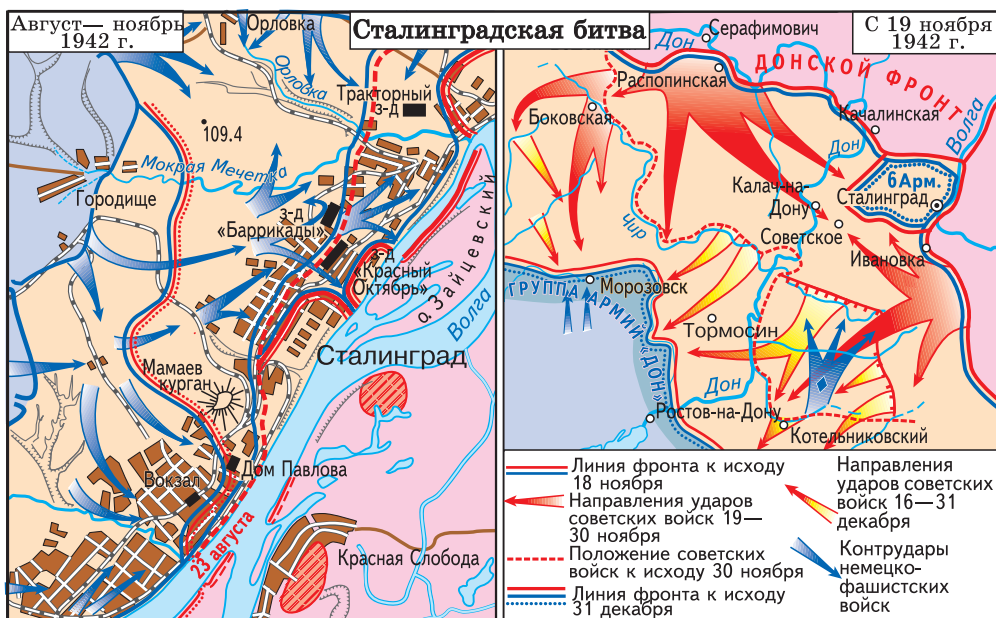 Август — ноябрь
1942 г.
Сталинградская битва
С 19 ноября
1942 г.
Орловка
Орловка
Тракторный
з-д
109.4
Мокрая Мечетка
Городище
з-д
«Баррикады»
з-д
«Красный
Октябрь»
о. Зайцевский
Волга
Сталинград
Мамаев
курган
Дом Павлова
Вокзал
23 августа
Красная Слобода
Дон
Серафимович
Распопинская
ДОНСКОЙ ФРОНТ
Боковская
Качалинская
Волга
Дон
6Арм.
Калач-на-
Дону
Сталинград
Чир
Советское
Ивановка
ГРУППА АРМИЙ «ДОН»
Морозовск
Тормосин
Дон
Ростов-на-Дону
Котельниковский
Линия фронта к исходу
18 ноября
Направления ударов
советских войск 19—
30 ноября
Положение советских
войск к исходу 30 ноября
Линия фронта к исходу
31 декабря
Направления
ударов советских
войск 16—31
декабря
Контрудары
немецко-
фашистских
войск